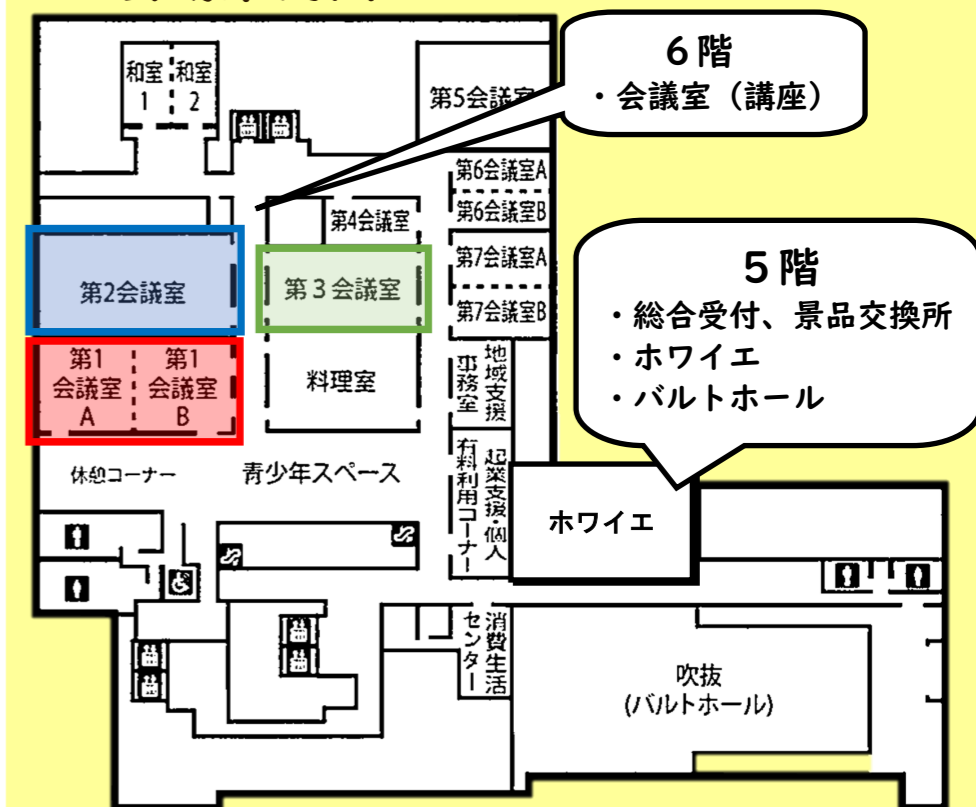 6階
・会議室（講座）
和室
1
和室
2
第5会議室
第6会議室A
第6会議室B
第4会議室
第7会議室A
第7会議室B
第2会議室
第３会議室
5階
・総合受付、景品交換所
・ホワイエ
・バルトホール
第1
会議室
A
第1
会議室
B
料理室
地域支援
事務室
休憩コーナー
青少年スペース
起業支援・個人
有料利用コーナー
ホワイエ
消費生活
センター
吹抜
(バルトホール)